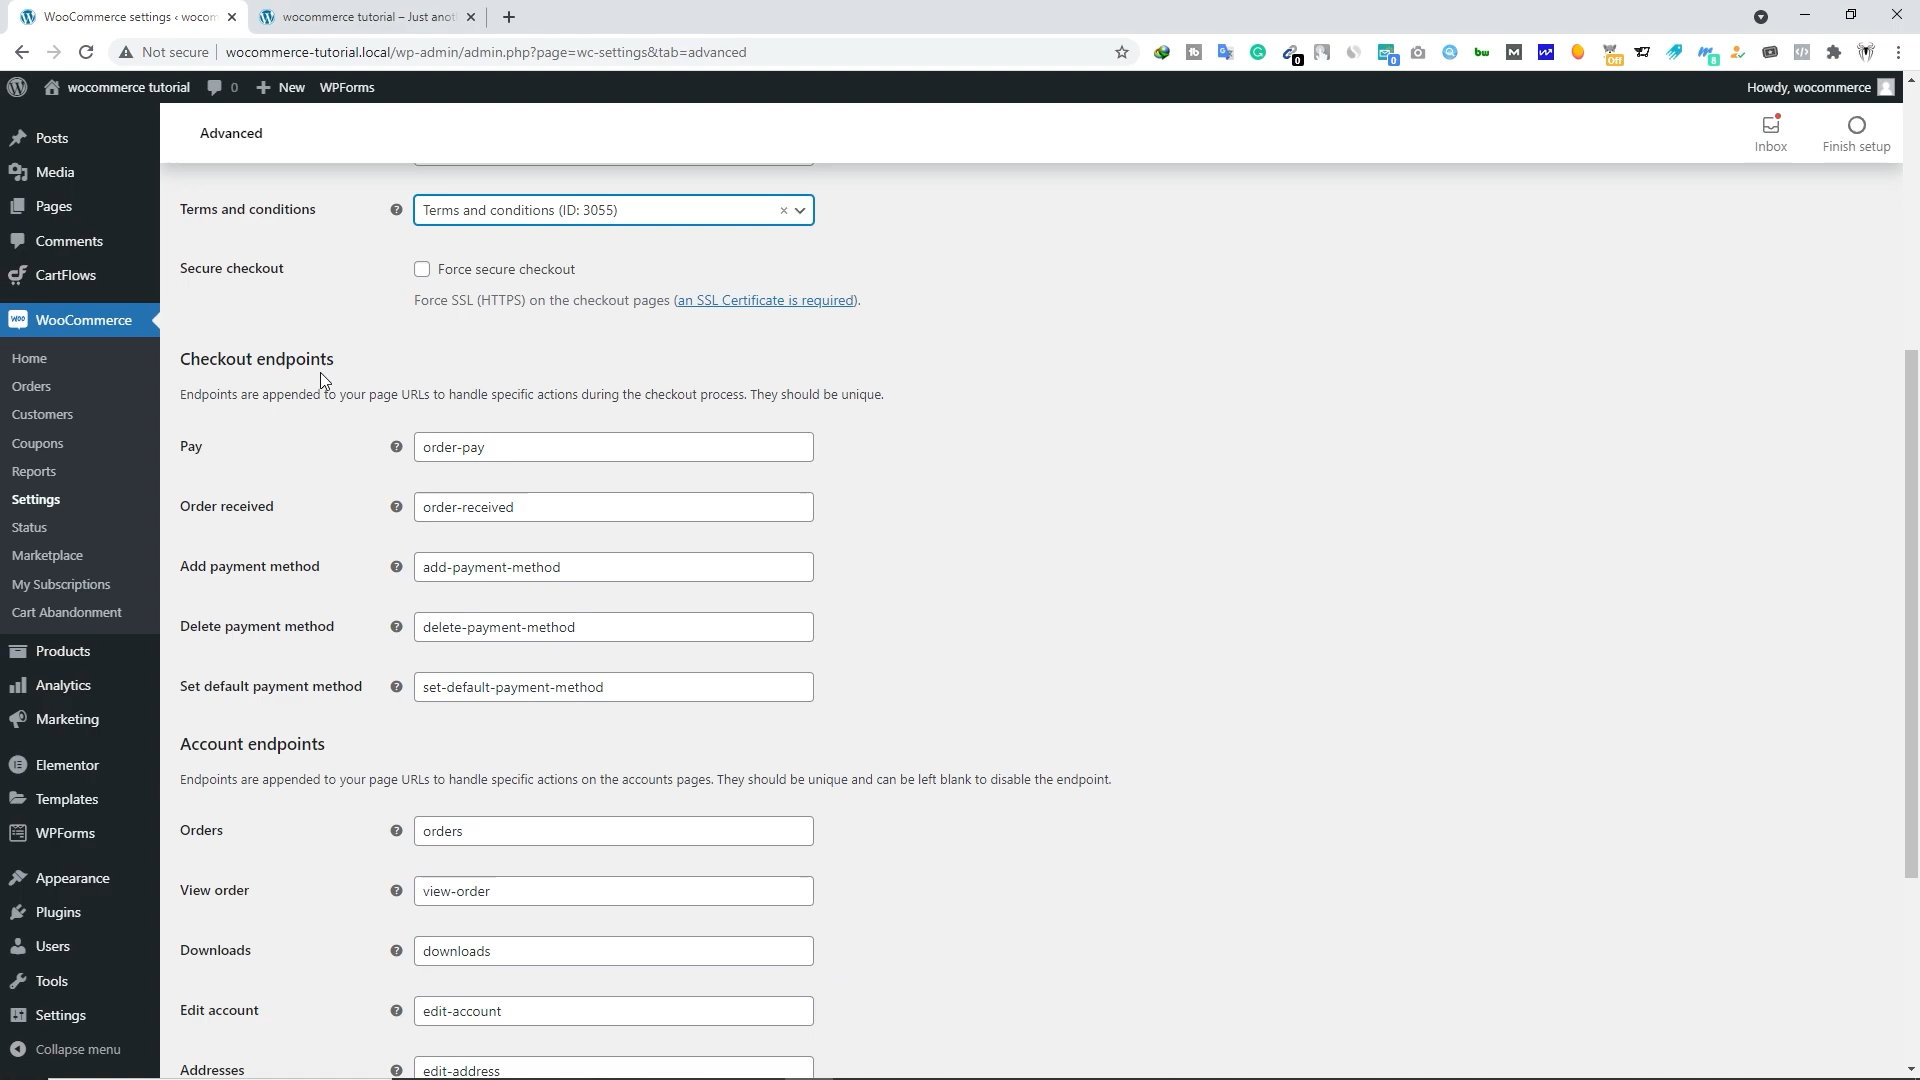 WooCommerce settings ‹ wocom
wocommerce tutorial – Just anot
Not secure
wocommerce-tutorial.local/wp-admin/admin.php?page=wc-settings&tab=advanced
wocommerce tutorial
0
New
WPForms
Howdy, wocommerce
Posts
Media
Pages
Comments
CartFlows
WooCommerce
Home
Orders
Customers
Coupons
Reports
Settings
Status
Marketplace
My Subscriptions
Cart Abandonment
Products
Analytics
Marketing
Elementor
Templates
WPForms
Appearance
Plugins
Users
Tools
Settings
Collapse menu
Advanced
Inbox
Finish setup
Terms and conditions
Terms and conditions (ID: 3055)
Secure checkout
Force secure checkout
Force SSL (HTTPS) on the checkout pages (an SSL Certificate is required).
Checkout endpoints
Endpoints are appended to your page URLs to handle specific actions during the checkout process. They should be unique.
Pay
order-pay
Order received
order-received
Add payment method
add-payment-method
Delete payment method
delete-payment-method
Set default payment method
set-default-payment-method
Account endpoints
Endpoints are appended to your page URLs to handle specific actions on the accounts pages. They should be unique and can be left blank to disable the endpoint.
Orders
orders
View order
view-order
Downloads
downloads
Edit account
edit-account
Addresses
edit-address